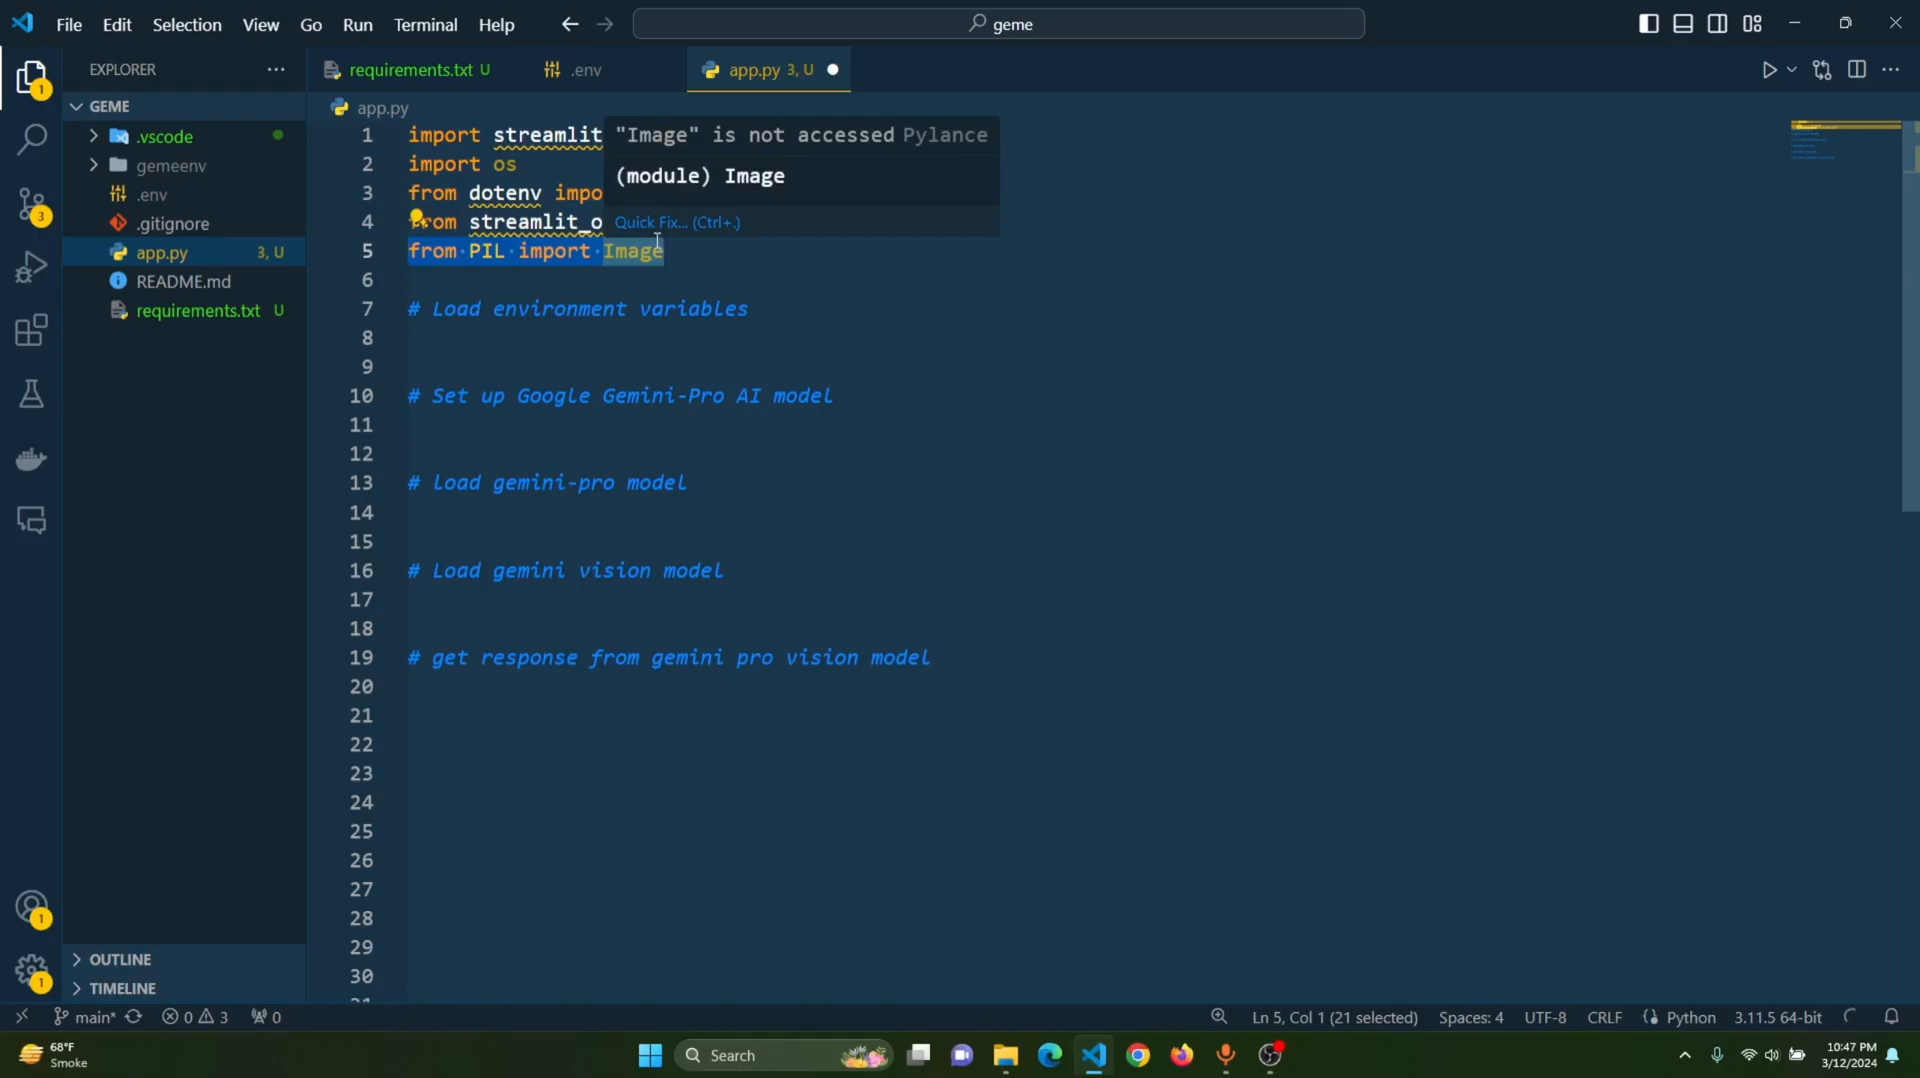 File Edit Selection View Go Run Terminal Help
geme
EXPLORER
requirements.txt U
.env
app.py 3, U
GEME
.vscode
gemeenv
.env
.gitignore
app.py 3, U
README.md
requirements.txt U
OUTLINE
TIMELINE
app.py
1 import streamlit
2 import os
3 from dotenv impo
4 from streamlit_o
5 from PIL import Image
6
7 # Load environment variables
8
9
10 # Set up Google Gemini-Pro AI model
11
12
13 # load gemini-pro model
14
15
16 # Load gemini vision model
17
18
19 # get response from gemini pro vision model
20
21
22
23
24
25
26
27
28
29
30
"Image" is not accessed Pylance
(module) Image
Quick Fix... (Ctrl+.)
1
3
1
1
main* 0 3 0
Ln 5, Col 1 (21 selected) Spaces: 4 UTF-8 CRLF Python 3.11.5 64-bit
68°F
Smoke
Search
10:47 PM
3/12/2024